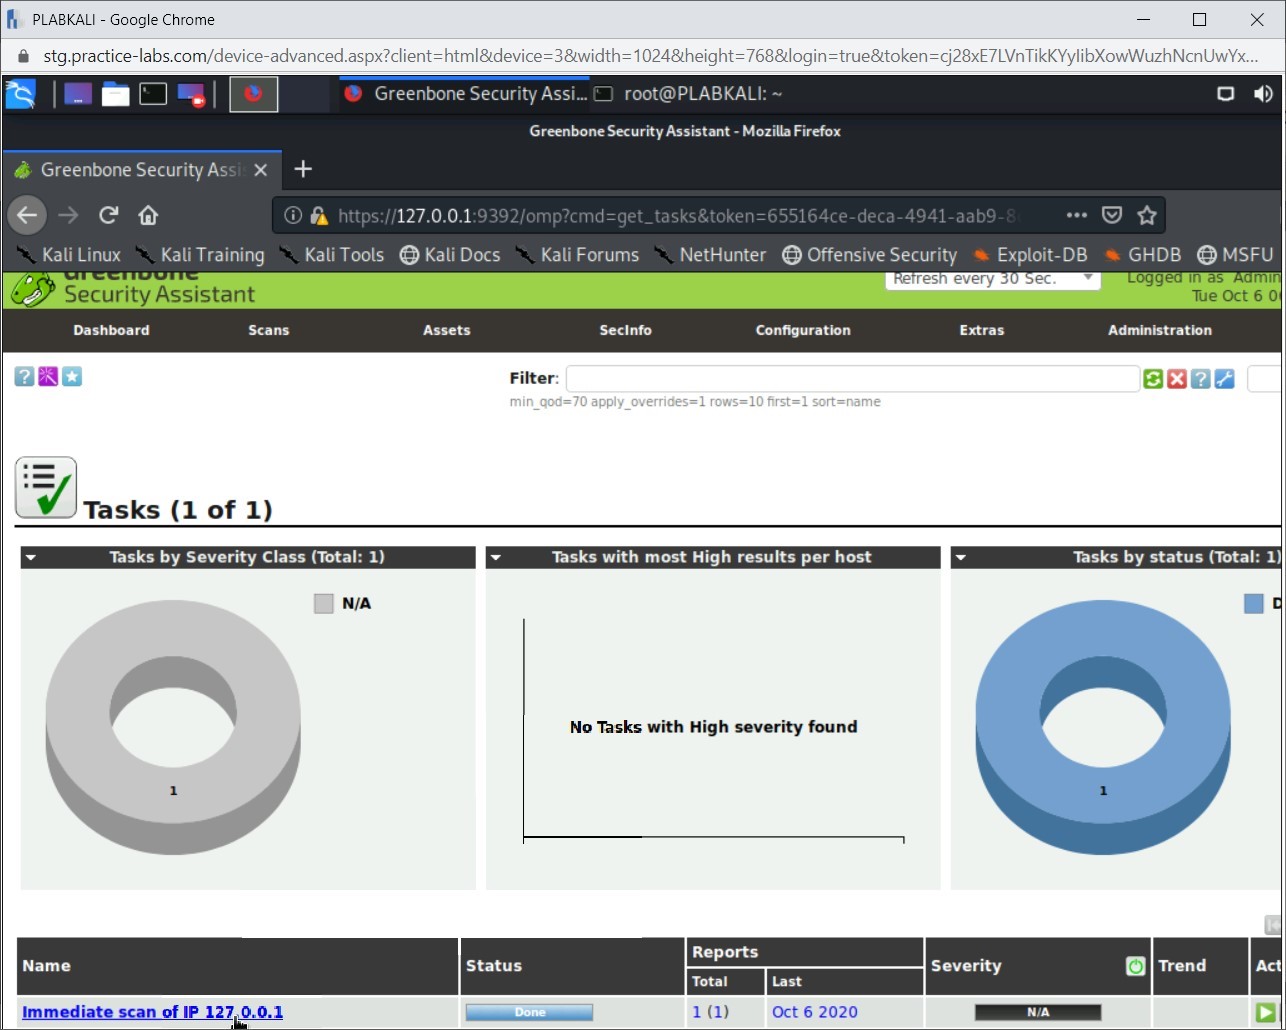 PLABKALI - Google Chrome
stg.practice-labs.com/device-advanced.aspx?client=html&device=3&width=1024&height=768&login=true&token=cj28xE7LVnTikKYylibXowWuzhNcnUwYx...
Greenbone Security Assi... root@PLABKALI: ~
Greenbone Security Assistant - Mozilla Firefox
Greenbone Security Assi
https://127.0.0.1:9392/omp?cmd=get_tasks&token=655164ce-deca-4941-aab9-8
Kali Linux Kali Training Kali Tools Kali Docs Kali Forums NetHunter Offensive Security Exploit-DB GHDB MSFU
greenbone
Security Assistant
Refresh every 30 Sec.
Logged in as Admin
Tue Oct 6 0
Dashboard Scans Assets SecInfo Configuration Extras Administration
Filter:
min_qod=70 apply_overrides=1 rows=10 first=1 sort=name
Tasks (1 of 1)
Tasks by Severity Class (Total: 1)
N/A
1
Tasks with most High results per host
No Tasks with High severity found
Tasks by status (Total: 1)
D
1
Name Status Reports Severity Trend Act
Total Last
Immediate scan of IP 127.0.0.1 Done 1 (1) Oct 6 2020 N/A